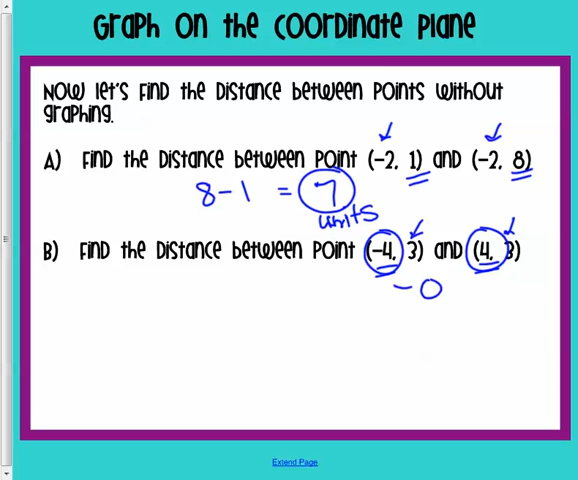 Graph on the Coordinate Plane
Now let's find the distance between points without
graphing.
A) Find the distance between point (-2, 1) and (-2, 8)
8-1 = 7
units
B) Find the distance between point (-4, 3) and (4, 3)
- 0
Extend Page